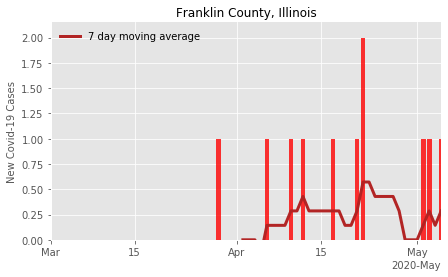 Franklin County, Illinois
7 day moving average
New Covid-19 Cases
2.00
1.75
1.50
1.25
1.00
0.75
0.50
0.25
0.00
Mar 15 Apr 15 May
2020-May